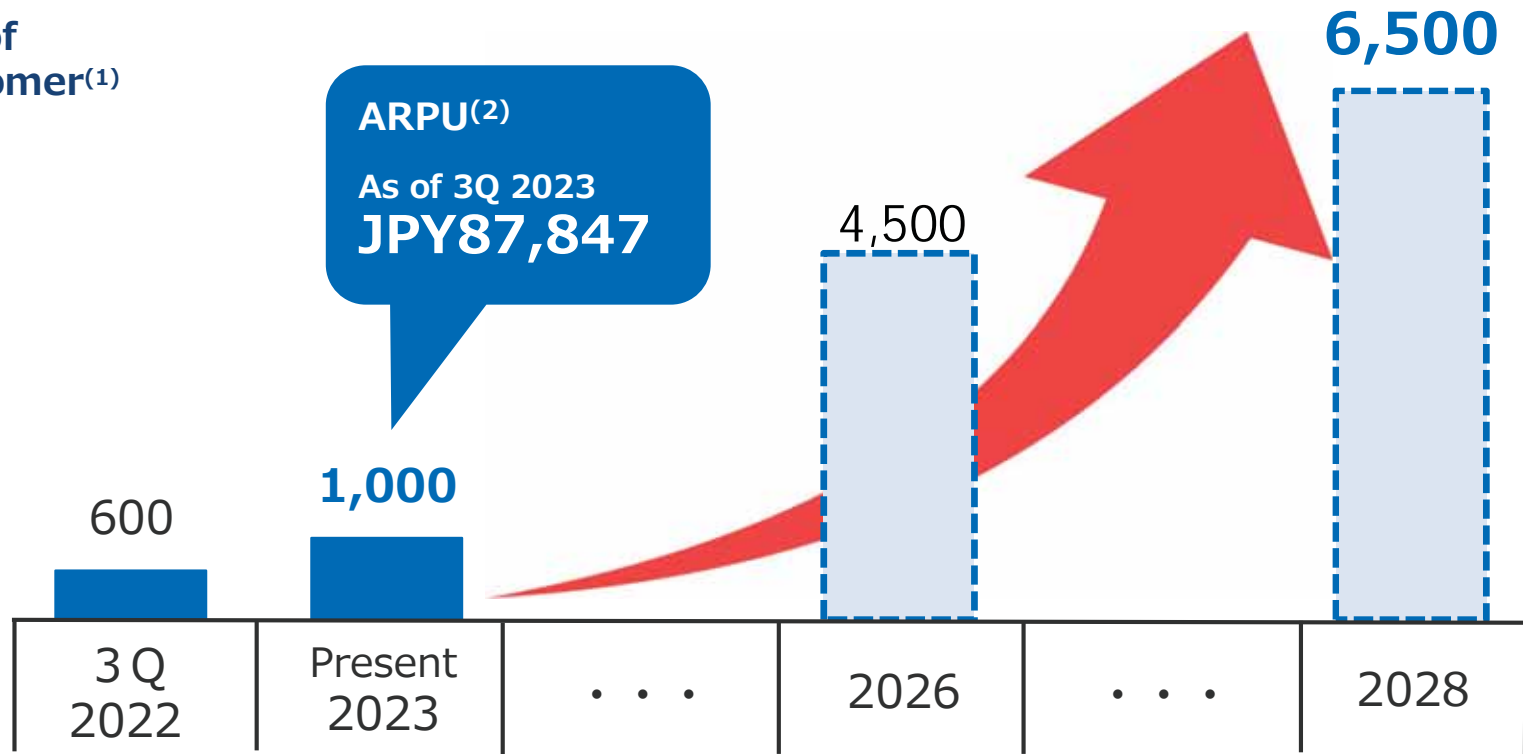 of
omer(1)
ARPU(2)
As of 3Q 2023
JPY87,847
6,500
4,500
1,000
600
3 Q
2022
Present
2023
・・・
2026
・・・
2028